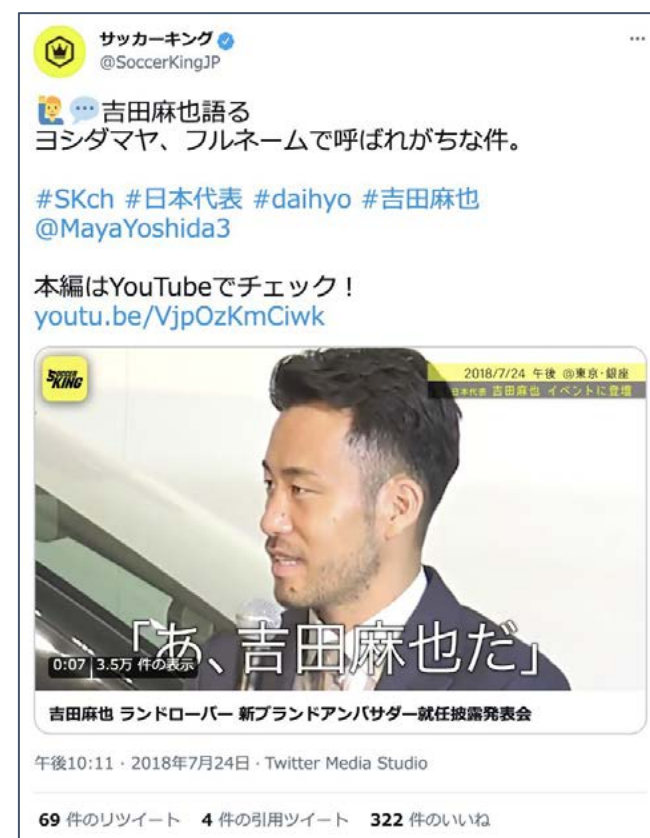 サッカーキング
@SoccerKingJP
吉田麻也語る
ヨシダマヤ、フルネームで呼ばれがちな件。
#SKch #日本代表 #daihyo #吉田麻也
@MayaYoshida3
本編はYouTubeでチェック！
youtu.be/VjpOzKmCiwk
SOCCER KING
2018/7/24 午後 @東京・銀座
日本代表 吉田麻也 イベントに登壇
「あ、吉田麻也だ」
0:07 3.5万 件の表示
吉田麻也 ランドローバー 新ブランドアンバサダー就任披露発表会
午後10:11 · 2018年7月24日 · Twitter Media Studio
69 件のリツイート 4 件の引用ツイート 322 件のいいね